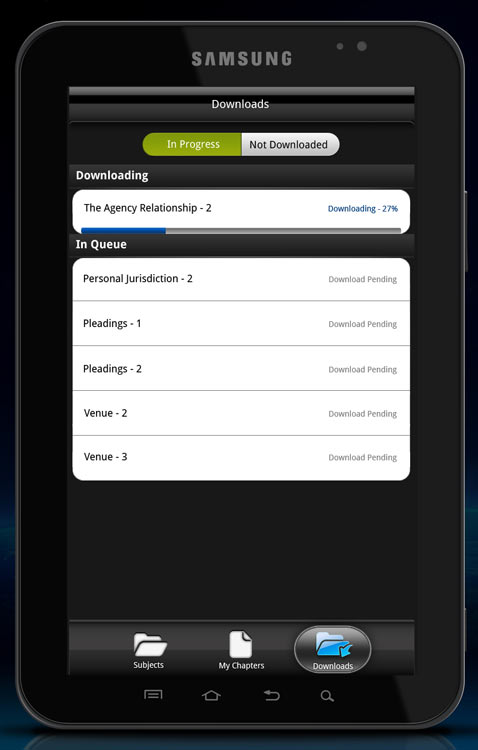 SAMSUNG
Downloads
In Progress Not Downloaded
Downloading
The Agency Relationship - 2 Downloading - 27%
In Queue
Personal Jurisdiction - 2 Download Pending
Pleadings - 1 Download Pending
Pleadings - 2 Download Pending
Venue - 2 Download Pending
Venue - 3 Download Pending
Subjects My Chapters Downloads